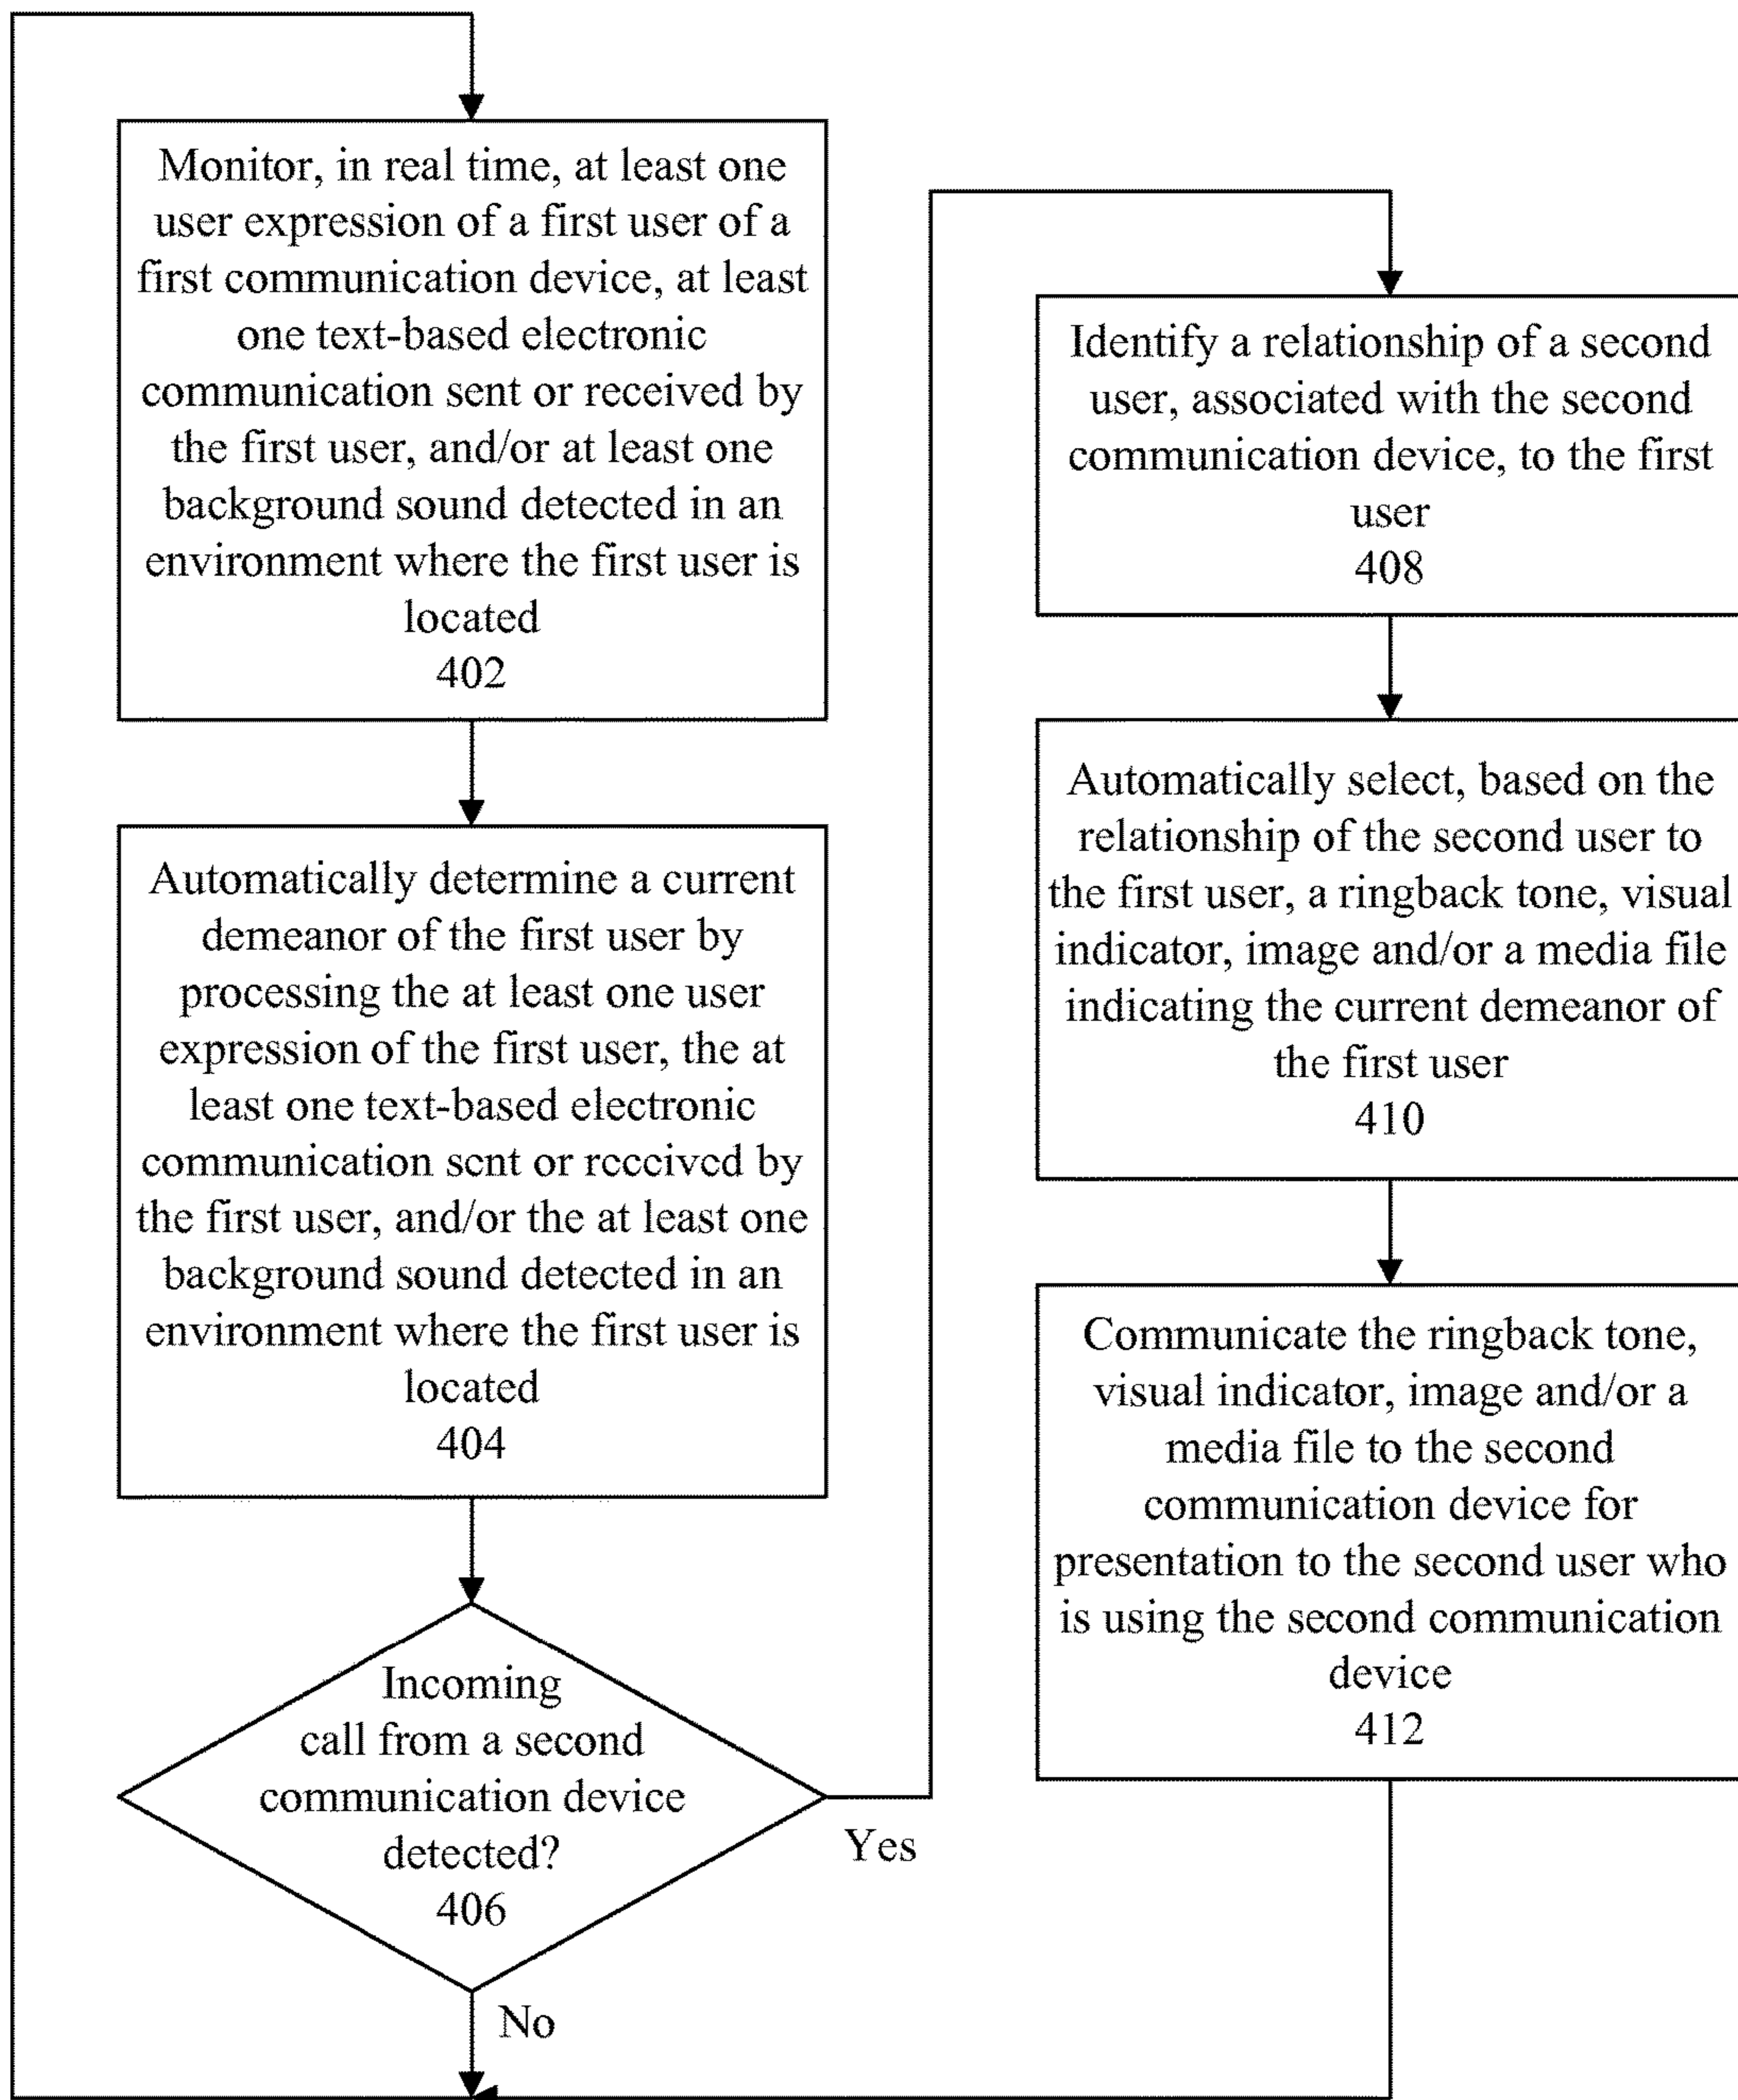 Monitor, in real time, at least one
user expression of a first user of a
first communication device, at least
one text-based electronic
communication sent or received by
the first user, and/or at least one
background sound detected in an
environment where the first user is
located
402
Automatically determine a current
demeanor of the first user by
processing the at least one user
expression of the first user, the at
least one text-based electronic
communication sent or received by
the first user, and/or the at least one
background sound detected in an
environment where the first user is
located
404
Incoming
call from a second
communication device
detected?
406
Yes
No
Identify a relationship of a second
user, associated with the second
communication device, to the first
user
408
Automatically select, based on the
relationship of the second user to
the first user, a ringback tone, visual
indicator, image and/or a media file
indicating the current demeanor of
the first user
410
Communicate the ringback tone,
visual indicator, image and/or a
media file to the second
communication device for
presentation to the second user who
is using the second communication
device
412